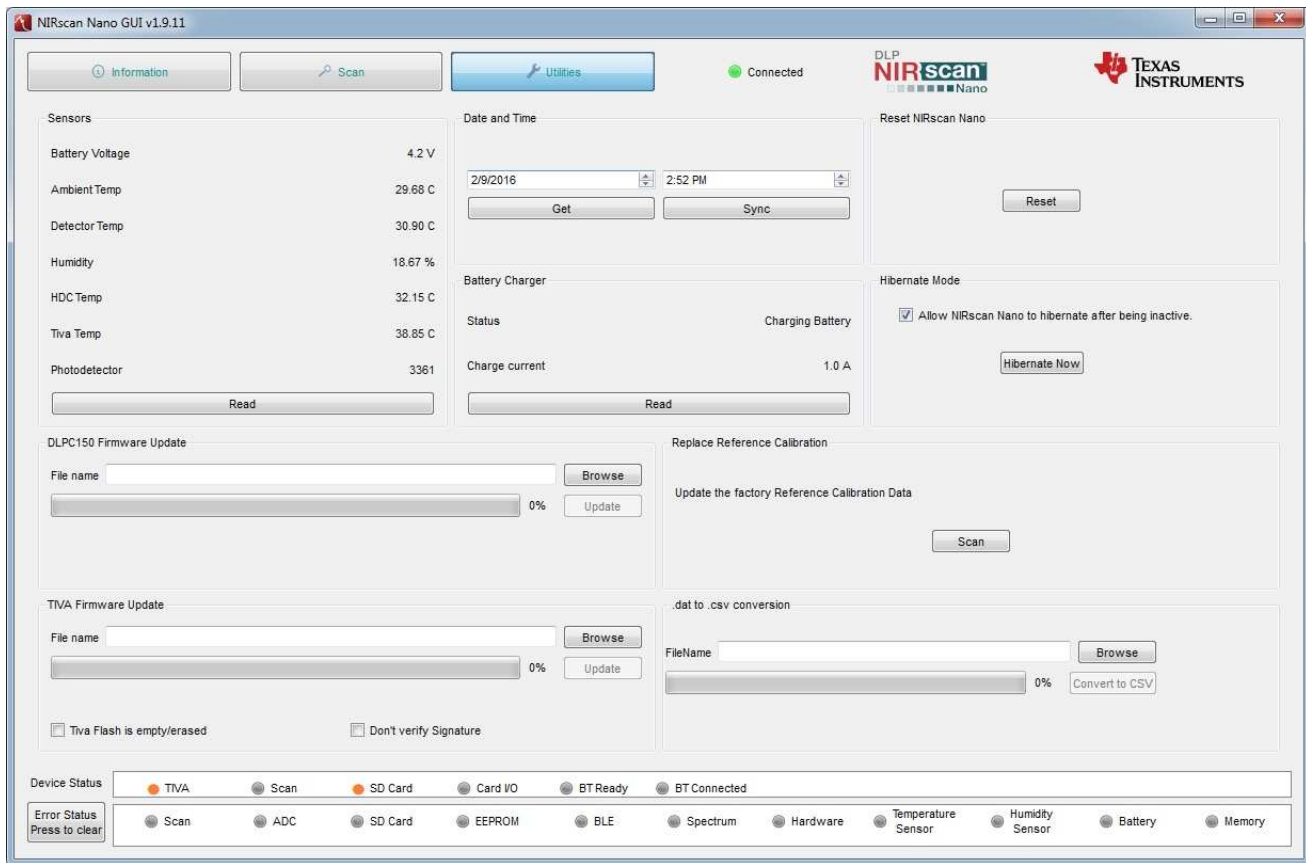 NIRscan Nano GUI v1.9.11
Information
Scan
Utilities
Connected
DLP
NIRscan™
Nano
TEXAS
INSTRUMENTS
Sensors
Battery Voltage 4.2 V
Ambient Temp 29.68 C
Detector Temp 30.90 C
Humidity 18.67 %
HDC Temp 32.15 C
Tiva Temp 38.85 C
Photodetector 3361
Read
Date and Time
2/9/2016 2:52 PM
Get Sync
Battery Charger
Status Charging Battery
Charge current 1.0 A
Read
Reset NIRscan Nano
Reset
Hibernate Mode
Allow NIRscan Nano to hibernate after being inactive.
Hibernate Now
DLPC150 Firmware Update
File name Browse
0% Update
Replace Reference Calibration
Update the factory Reference Calibration Data
Scan
TIVA Firmware Update
File name Browse
0% Update
Tiva Flash is empty/erased Don't verify Signature
.dat to .csv conversion
FileName Browse
0% Convert to CSV
Device Status TIVA Scan SD Card Card I/O BT Ready BT Connected
Error Status
Press to clear
Scan ADC SD Card EEPROM BLE Spectrum Hardware Temperature Sensor Humidity Sensor Battery Memory